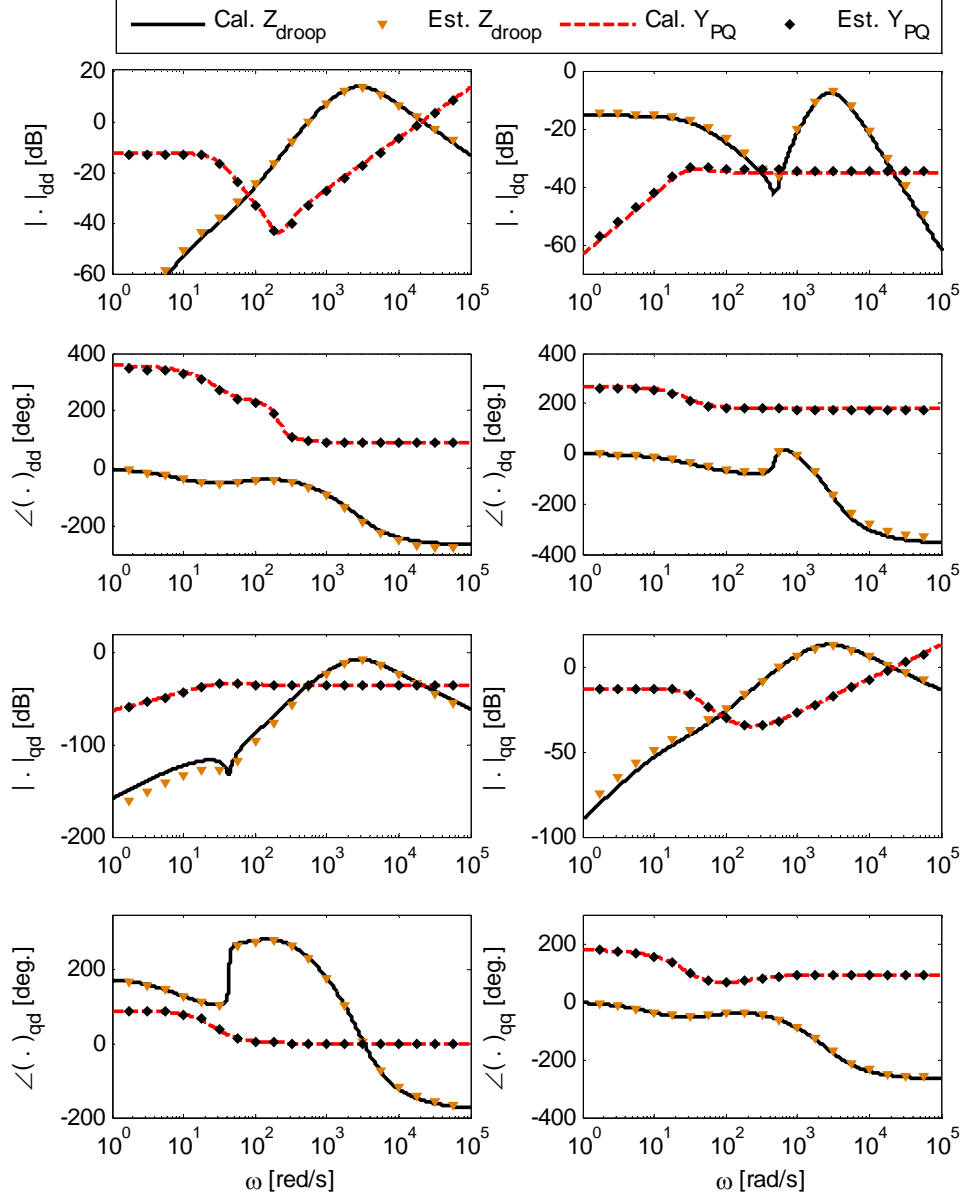 Cal. Z_droop Est. Z_droop Cal. Y_PQ Est. Y_PQ
| · |_dd [dB]
20
0
-20
-40
-60
10^0 10^1 10^2 10^3 10^4 10^5
| · |_dq [dB]
0
-20
-40
-60
10^0 10^1 10^2 10^3 10^4 10^5
∠(·)_dd [deg.]
400
200
0
-200
10^0 10^1 10^2 10^3 10^4 10^5
∠(·)_dq [deg.]
400
200
0
-200
-400
10^0 10^1 10^2 10^3 10^4 10^5
| · |_qd [dB]
0
-100
-200
10^0 10^1 10^2 10^3 10^4 10^5
| · |_qq [dB]
0
-50
-100
10^0 10^1 10^2 10^3 10^4 10^5
∠(·)_qd [deg.]
200
0
-200
10^0 10^1 10^2 10^3 10^4 10^5
ω [red/s]
∠(·)_qq [deg.]
200
0
-200
-400
10^0 10^1 10^2 10^3 10^4 10^5
ω [rad/s]